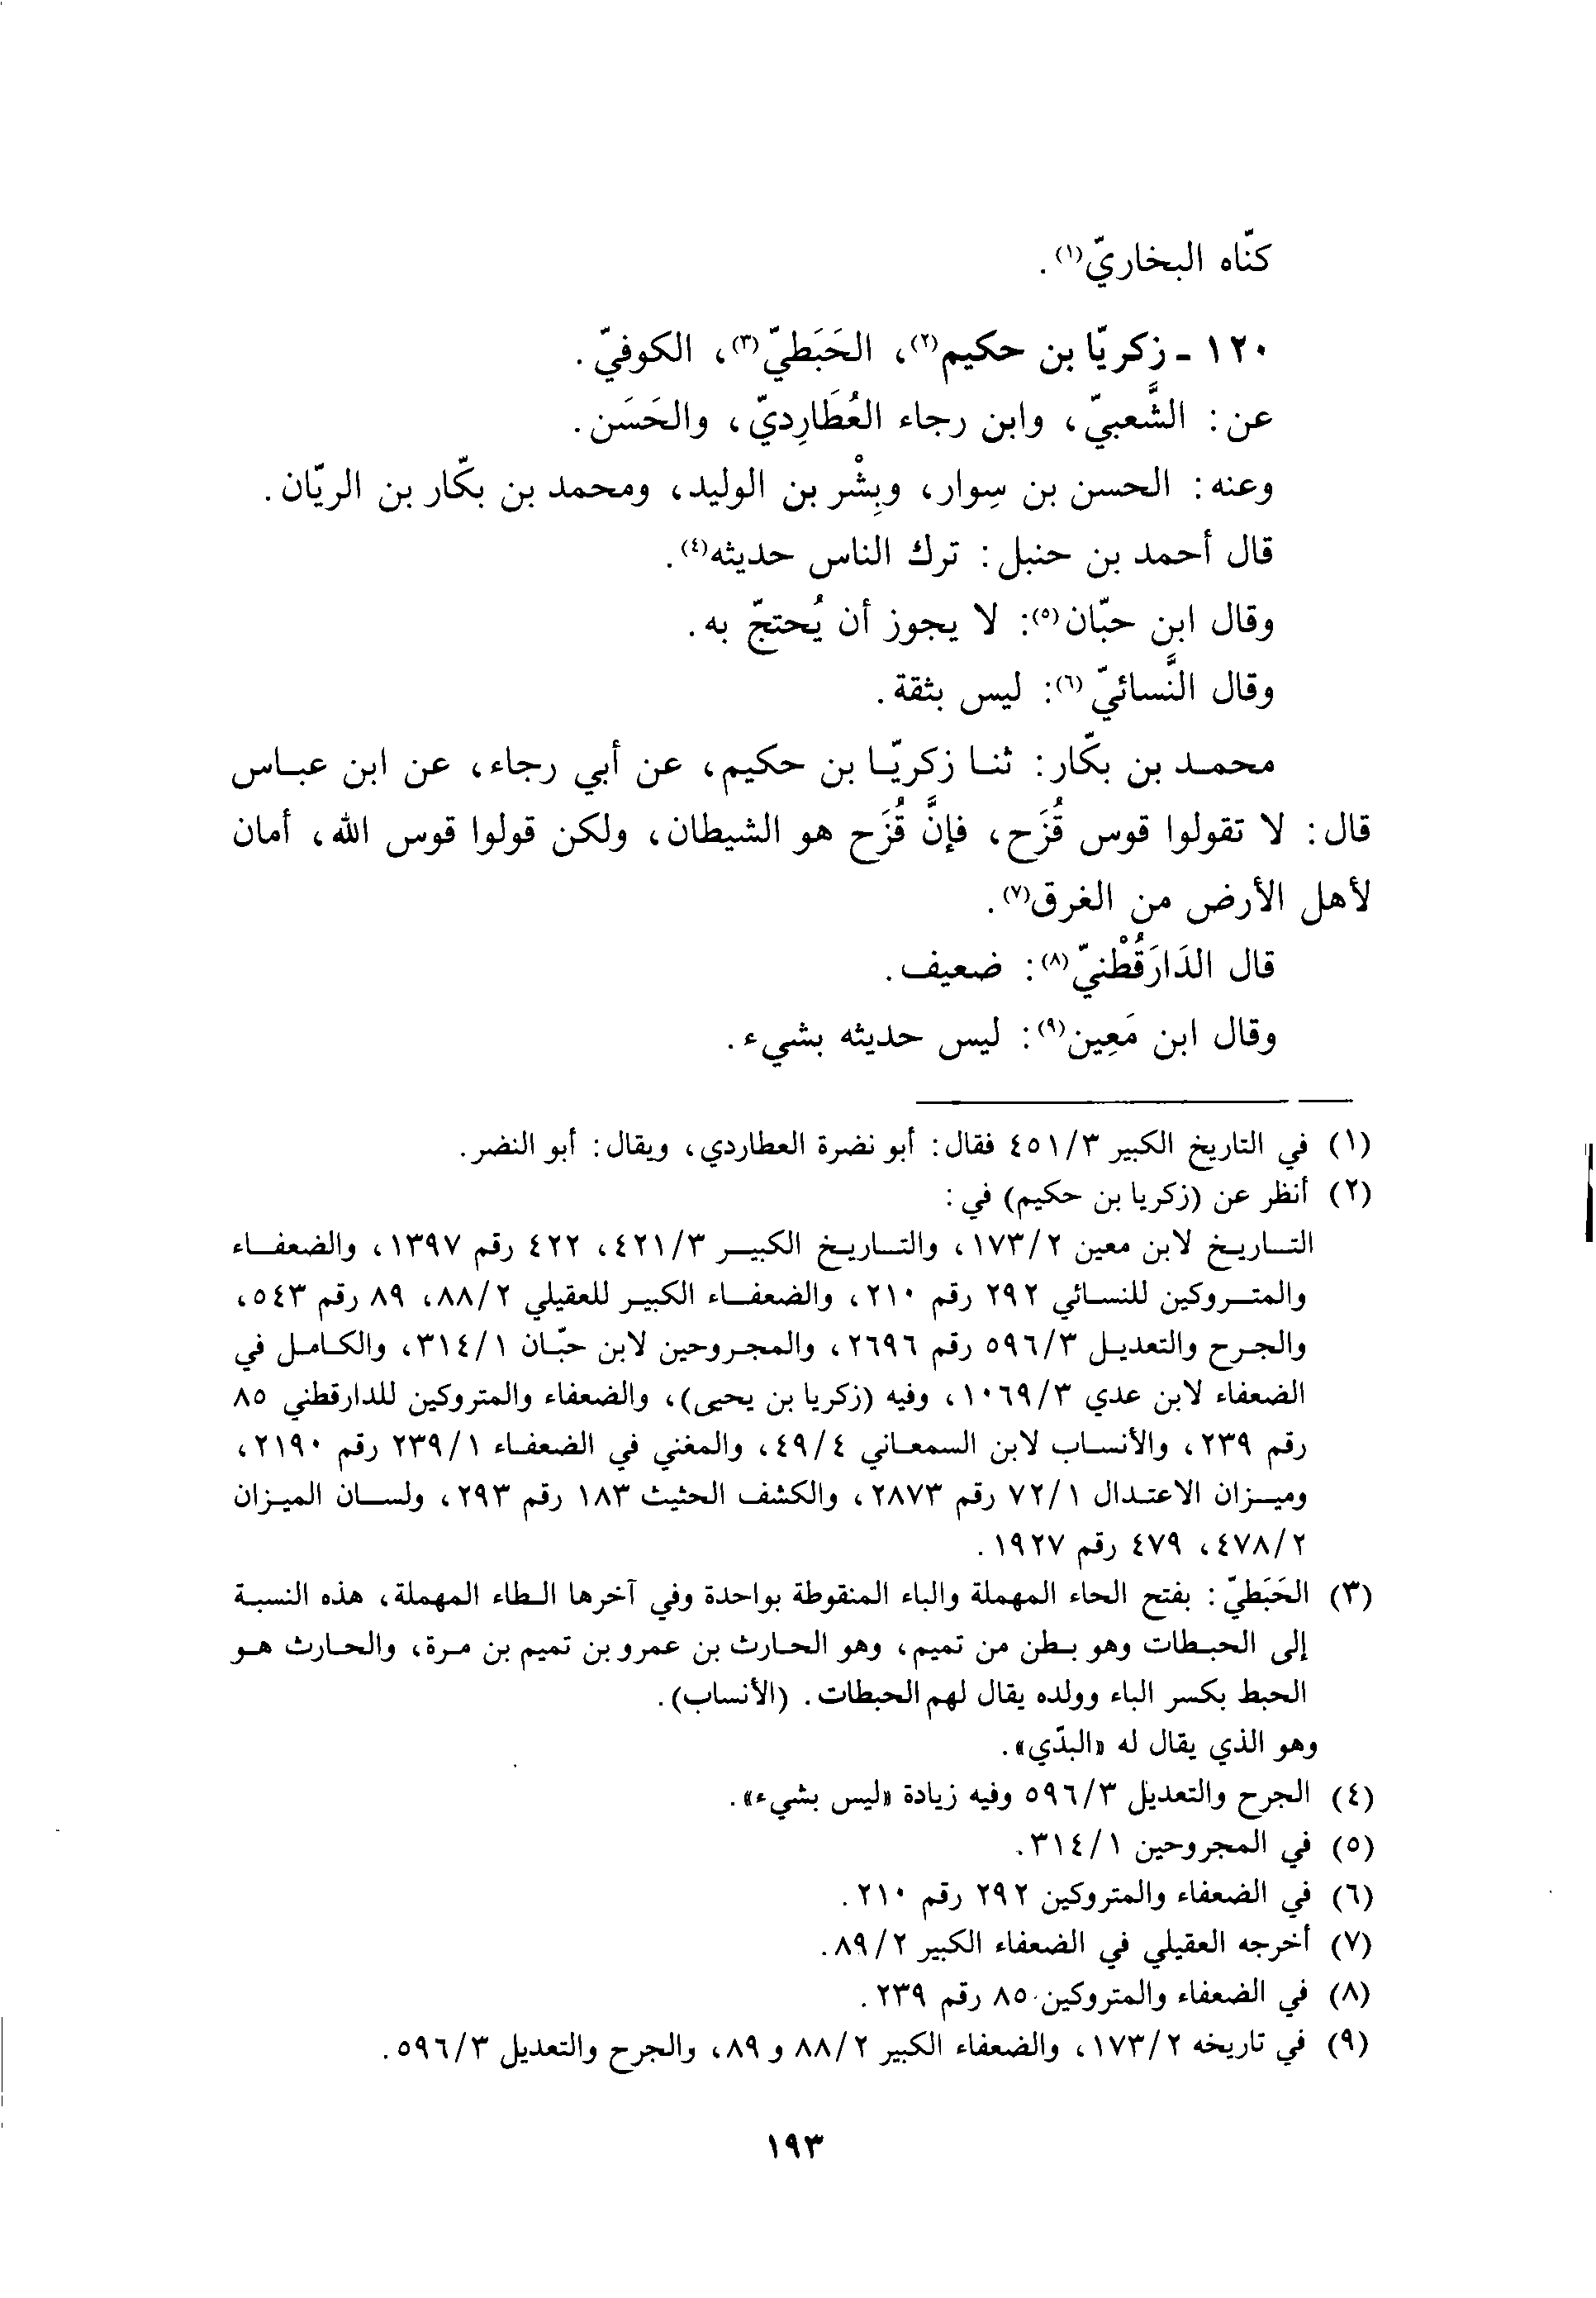 كنّاه البخاريّ(١).
١٢٠ - زكريّا بن حكيم(٢)، الحَبَطيّ(٣)، الكوفيّ.
عن: الشَّعبيّ، وابن رجاء العُطَارِديّ، والحَسَن.
وعنه: الحسن بن سِوار، وبِشْر بن الوليد، ومحمد بن بكّار بن الريّان.
قال أحمد بن حنبل: ترك الناس حديثه(٤).
وقال ابن حبّان(٥): لا يجوز أن يُحتجّ به.
وقال النَّسائيّ(٦): ليس بثقة.
محمد بن بكّار: ثنا زكريّا بن حكيم، عن أبي رجاء، عن ابن عباس
قال: لا تقولوا قوس قُزَح، فإنَّ قُزَح هو الشيطان، ولكن قولوا قوس الله، أمان
لأهل الأرض من الغرق(٧).
قال الدَارَقُطْنيّ(٨): ضعيف.
وقال ابن مَعِين(٩): ليس حديثه بشيء.
(١) في التاريخ الكبير ٤٥١/٣ فقال: أبو نضرة العطاردي، ويقال: أبو النضر.
(٢) أنظر عن (زكريا بن حكيم) في:
التاريخ لابن معين ١٧٣/٢، والتاريخ الكبير ٤٢١/٣، ٤٢٢ رقم ١٣٩٧، والضعفاء
والمتروكين للنسائي ٢٩٢ رقم ٢١٠، والضعفاء الكبير للعقيلي ٨٨/٢، ٨٩ رقم ٥٤٣،
والجرح والتعديل ٥٩٦/٣ رقم ٢٦٩٦، والمجروحين لابن حبّان ٣١٤/١، والكامل في
الضعفاء لابن عدي ١٠٦٩/٣، وفيه (زكريا بن يحيى)، والضعفاء والمتروكين للدارقطني ٨٥
رقم ٢٣٩، والأنساب لابن السمعاني ٤٩/٤، والمغني في الضعفاء ٢٣٩/١ رقم ٢١٩٠،
وميزان الاعتدال ٧٢/١ رقم ٢٨٧٣، والكشف الحثيث ١٨٣ رقم ٢٩٣، ولسان الميزان
٤٧٨/٢، ٤٧٩ رقم ١٩٢٧.
(٣) الحَبَطيّ: بفتح الحاء المهملة والباء المنقوطة بواحدة وفي آخرها الطاء المهملة، هذه النسبة
إلى الحبطات وهو بطن من تميم، وهو الحارث بن عمرو بن تميم بن مرة، والحارث هو
الحبط بكسر الباء وولده يقال لهم الحبطات. (الأنساب).
وهو الذي يقال له «البدّي».
(٤) الجرح والتعديل ٥٩٦/٣ وفيه زيادة «ليس بشيء».
(٥) في المجروحين ٣١٤/١.
(٦) في الضعفاء والمتروكين ٢٩٢ رقم ٢١٠.
(٧) أخرجه العقيلي في الضعفاء الكبير ٨٩/٢.
(٨) في الضعفاء والمتروكين ٨٥ رقم ٢٣٩.
(٩) في تاريخه ١٧٣/٢، والضعفاء الكبير ٨٨/٢ و ٨٩، والجرح والتعديل ٥٩٦/٣.
١٩٣